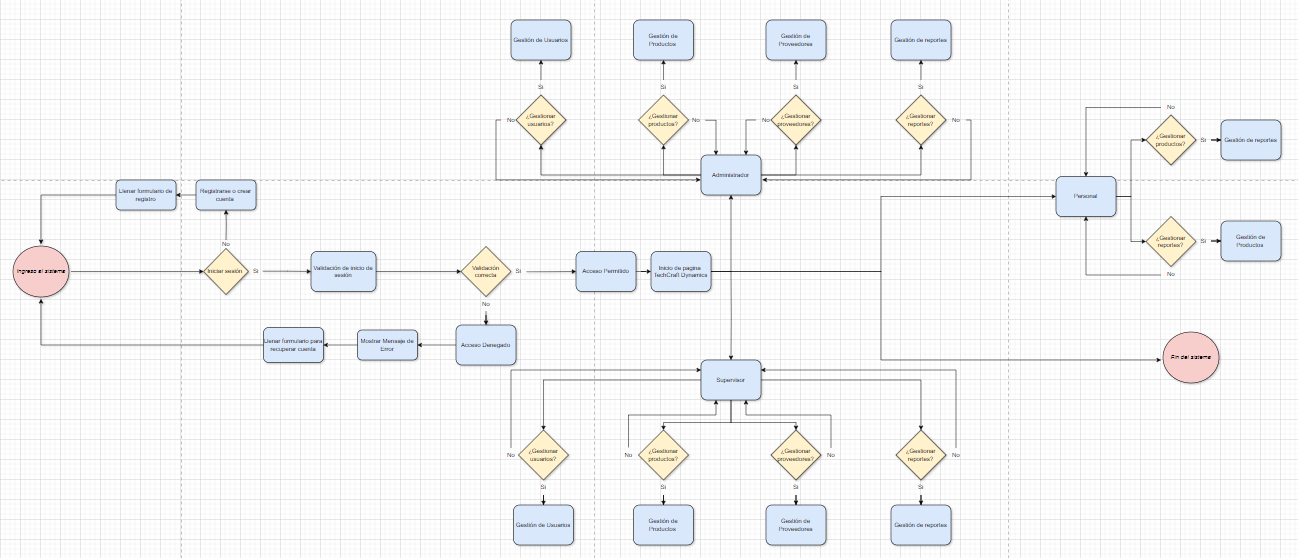 Gestión de Usuarios
Gestión de
Productos
Gestión de
Proveedores
Gestión de reportes
Si
Si
Si
Si
¿Gestionar
usuarios?
No
¿Gestionar
productos?
No
¿Gestionar
proveedores?
No
¿Gestionar
reportes?
No
Administrador
No
¿Gestionar
productos?
Si
Gestión de reportes
Personal
¿Gestionar
reportes?
Si
Gestión de
Productos
No
Llenar formulario de
registro
Registrarse o crear
cuenta
No
Ingreso al sistema
Iniciar sesión
Si
Validación de inicio de
sesión
Validación
correcta
Si
Acceso Permitido
Inicio de pagina
TechCraft Dynamics
No
Acceso Denegado
Mostrar Mensaje de
Error
Llenar formulario para
recuperar cuenta
Fin del sistema
Supervisor
No
¿Gestionar
usuarios?
No
¿Gestionar
productos?
¿Gestionar
proveedores?
No
¿Gestionar
reportes?
No
Si
Si
Si
Si
Gestión de Usuarios
Gestión de
Productos
Gestión de
Proveedores
Gestión de reportes